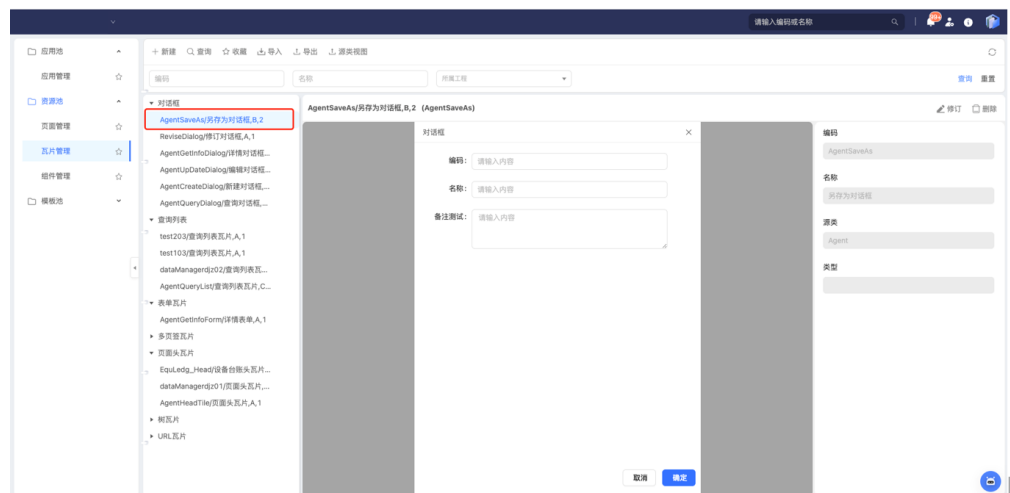 请输入编码或名称
99+
应用池
应用管理
资源池
页面管理
瓦片管理
组件管理
模板池
新建 查询 收藏 导入 导出 源类视图
编码 名称 所属工程 查询 重置
对话框
AgentSaveAs/另存为对话框,B,2
ReviseDialog/修订对话框,A,1
AgentGetInfoDialog/详情对话框...
AgentUpDateDialog/编辑对话框...
AgentCreateDialog/新建对话框,...
AgentQueryDialog/查询对话框,...
查询列表
test203/查询列表瓦片,A,1
test103/查询列表瓦片,A,1
dataManagerdjz02/查询列表瓦...
AgentQueryList/查询列表瓦片,C...
表单瓦片
AgentGetInfoForm/详情表单,A,1
多页签瓦片
页面头瓦片
EquLedg_Head/设备台账头瓦片...
dataManagerdjz01/页面头瓦片,...
AgentHeadTile/页面头瓦片,A,1
树瓦片
URL瓦片
AgentSaveAs/另存为对话框,B,2 (AgentSaveAs)
修订 删除
对话框
编码: 请输入内容
名称: 请输入内容
备注测试: 请输入内容
取消 确定
编码
AgentSaveAs
名称
另存为对话框
源类
Agent
类型